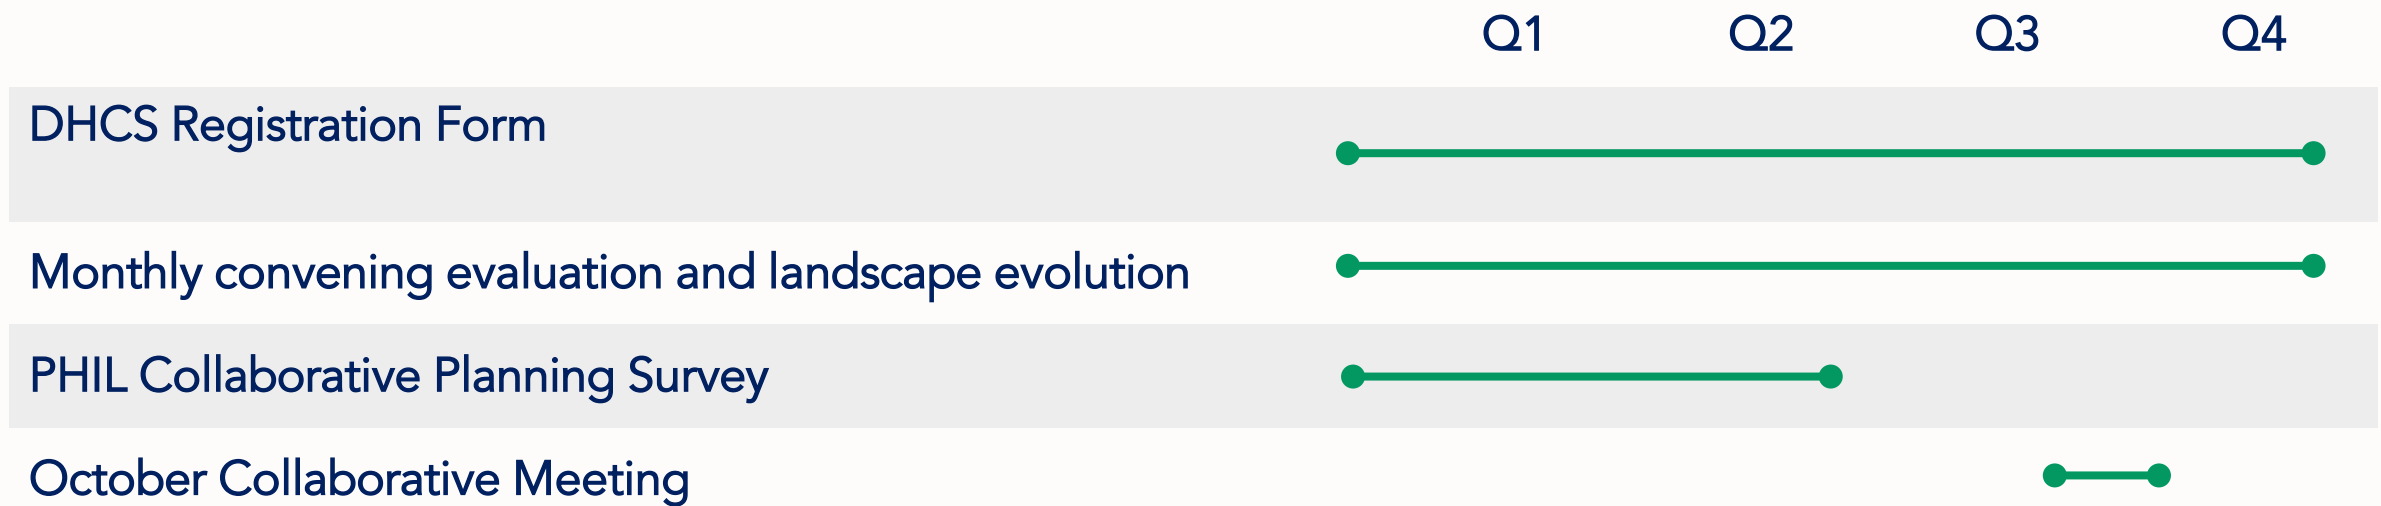 Q1 Q2 Q3 Q4
DHCS Registration Form
Monthly convening evaluation and landscape evolution
PHIL Collaborative Planning Survey
October Collaborative Meeting